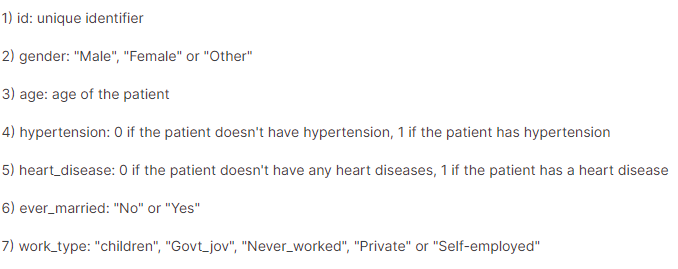 1) id: unique identifier
2) gender: "Male", "Female" or "Other"
3) age: age of the patient
4) hypertension: 0 if the patient doesn't have hypertension, 1 if the patient has hypertension
5) heart_disease: 0 if the patient doesn't have any heart diseases, 1 if the patient has a heart disease
6) ever_married: "No" or "Yes"
7) work_type: "children", "Govt_jov", "Never_worked", "Private" or "Self-employed"